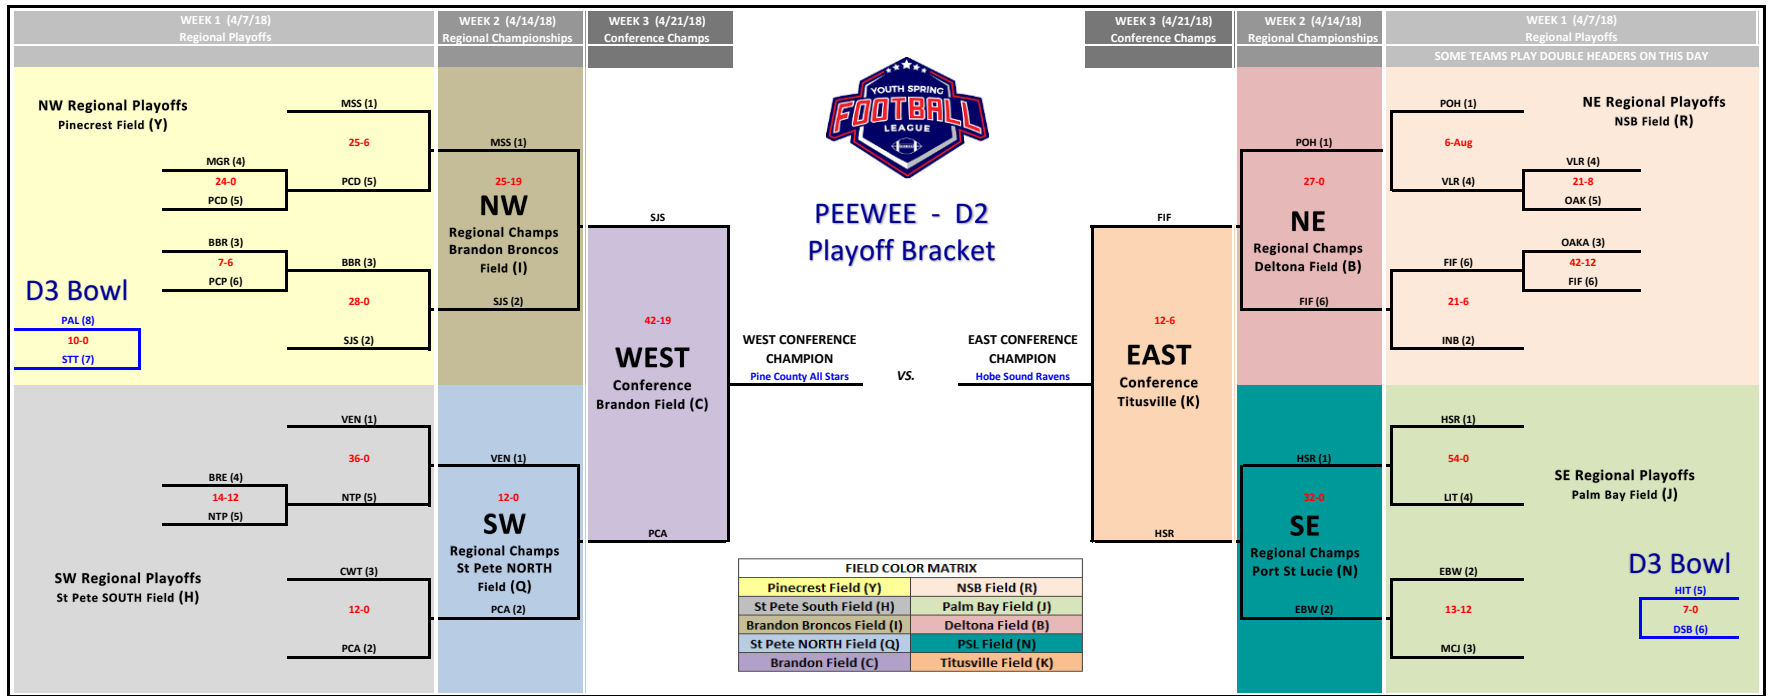 WEEK 1  (4/7/18)
Regional Playoffs
WEEK 2  (4/14/18)
Regional Championships
WEEK 3  (4/21/18)
Conference Champs
WEEK 3  (4/21/18)
Conference Champs
WEEK 2  (4/14/18)
Regional Championships
WEEK 1  (4/7/18)
Regional Playoffs
SOME TEAMS PLAY DOUBLE HEADERS ON THIS DAY
NW Regional Playoffs
Pinecrest Field (Y)
MSS (1)
25-6
MGR (4)
24-0
PCD (5)
PCD (5)
BBR (3)
7-6
PCP (6)
BBR (3)
28-0
SJS (2)
D3 Bowl
PAL (8)
10-0
STT (7)
MSS (1)
25-19
NW
Regional Champs
Brandon Broncos
Field (I)
SJS (2)
VEN (1)
36-0
BRE (4)
14-12
NTP (5)
NTP (5)
SW Regional Playoffs
St Pete SOUTH Field (H)
CWT (3)
12-0
PCA (2)
VEN (1)
12-0
SW
Regional Champs
St Pete NORTH
Field (Q)
PCA (2)
SJS
42-19
WEST
Conference
Brandon Field (C)
PCA
YOUTH SPRING
FOOTBALL
LEAGUE
PEEWEE - D2
Playoff Bracket
WEST CONFERENCE
CHAMPION
Pine County All Stars
VS.
EAST CONFERENCE
CHAMPION
Hobe Sound Ravens
FIELD COLOR MATRIX
Pinecrest Field (Y)
NSB Field (R)
St Pete South Field (H)
Palm Bay Field (J)
Brandon Broncos Field (I)
Deltona Field (B)
St Pete NORTH Field (Q)
PSL Field (N)
Brandon Field (C)
Titusville Field (K)
FIF
12-6
EAST
Conference
Titusville (K)
HSR
POH (1)
27-0
NE
Regional Champs
Deltona Field (B)
FIF (6)
HSR (1)
32-0
SE
Regional Champs
Port St Lucie (N)
EBW (2)
POH (1)
6-Aug
VLR (4)
NE Regional Playoffs
NSB Field (R)
VLR (4)
21-8
OAK (5)
OAKA (3)
42-12
FIF (6)
FIF (6)
21-6
INB (2)
HSR (1)
54-0
LIT (4)
SE Regional Playoffs
Palm Bay Field (J)
EBW (2)
13-12
MCJ (3)
D3 Bowl
HIT (5)
7-0
DSB (6)